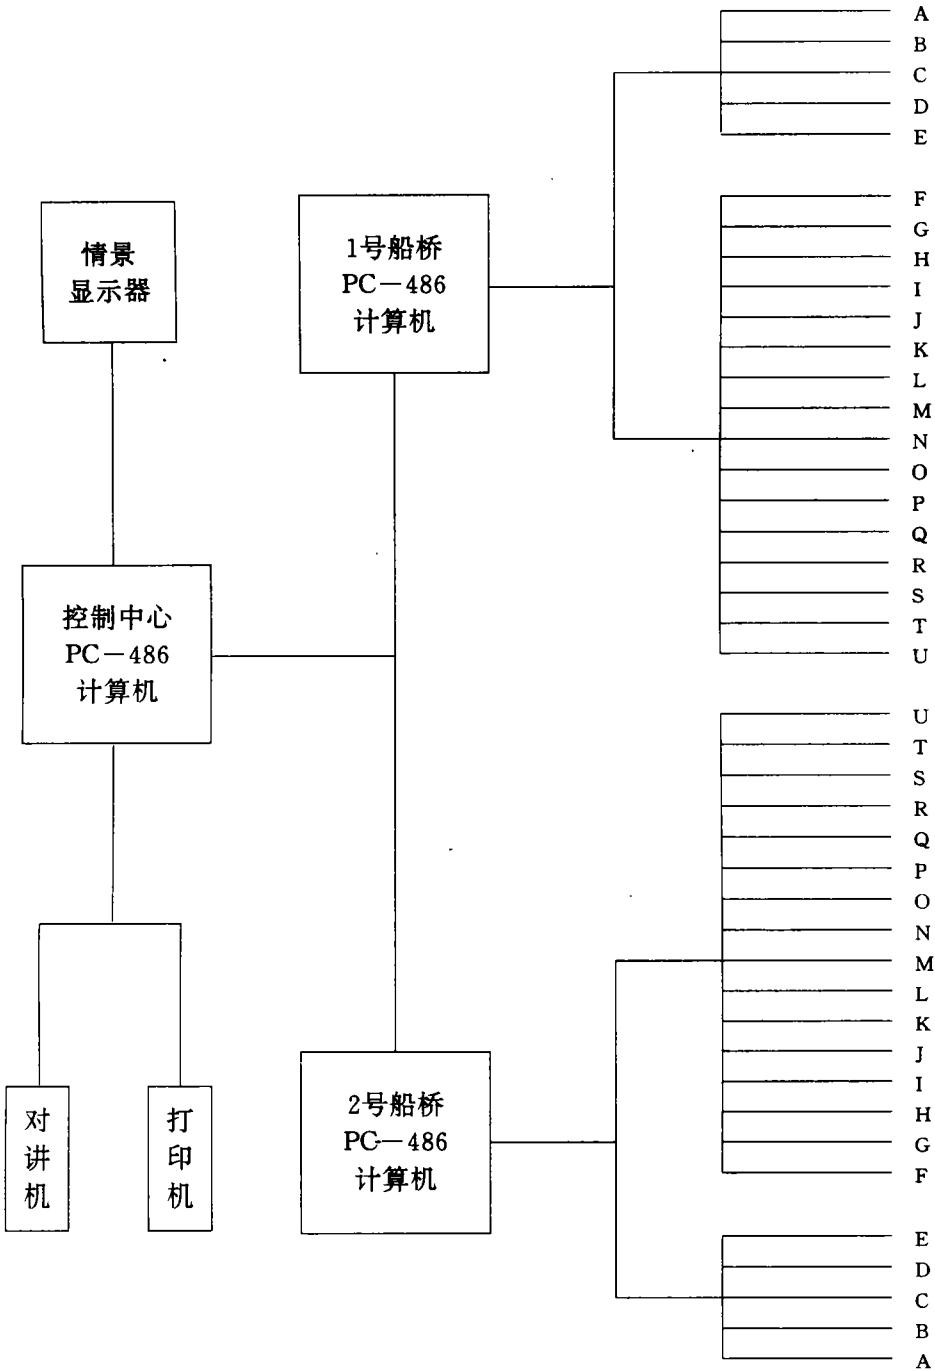 A
B
C
D
E
F
G
H
I
J
K
L
M
N
O
P
Q
R
S
T
U
情景
显示器
1号船桥
PC-486
计算机
控制中心
PC-486
计算机
对讲机
打印机
2号船桥
PC-486
计算机
U
T
S
R
Q
P
O
N
M
L
K
J
I
H
G
F
E
D
C
B
A